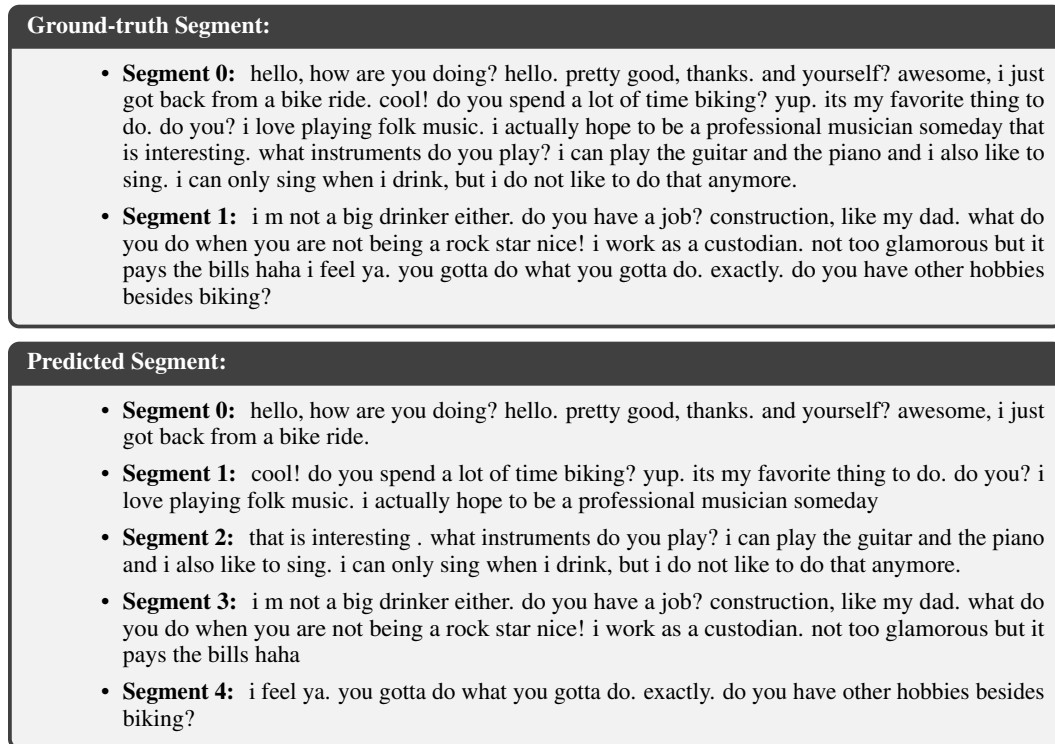 Ground-truth Segment:
• Segment 0: hello, how are you doing? hello. pretty good, thanks. and yourself? awesome, i just
got back from a bike ride. cool! do you spend a lot of time biking? yup. its my favorite thing to
do. do you? i love playing folk music. i actually hope to be a professional musician someday that
is interesting. what instruments do you play? i can play the guitar and the piano and i also like to
sing. i can only sing when i drink, but i do not like to do that anymore.
• Segment 1: i m not a big drinker either. do you have a job? construction, like my dad. what do
you do when you are not being a rock star nice! i work as a custodian. not too glamorous but it
pays the bills haha i feel ya. you gotta do what you gotta do. exactly. do you have other hobbies
besides biking?
Predicted Segment:
• Segment 0: hello, how are you doing? hello. pretty good, thanks. and yourself? awesome, i just
got back from a bike ride.
• Segment 1: cool! do you spend a lot of time biking? yup. its my favorite thing to do. do you? i
love playing folk music. i actually hope to be a professional musician someday
• Segment 2: that is interesting . what instruments do you play? i can play the guitar and the piano
and i also like to sing. i can only sing when i drink, but i do not like to do that anymore.
• Segment 3: i m not a big drinker either. do you have a job? construction, like my dad. what do
you do when you are not being a rock star nice! i work as a custodian. not too glamorous but it
pays the bills haha
• Segment 4: i feel ya. you gotta do what you gotta do. exactly. do you have other hobbies besides
biking?